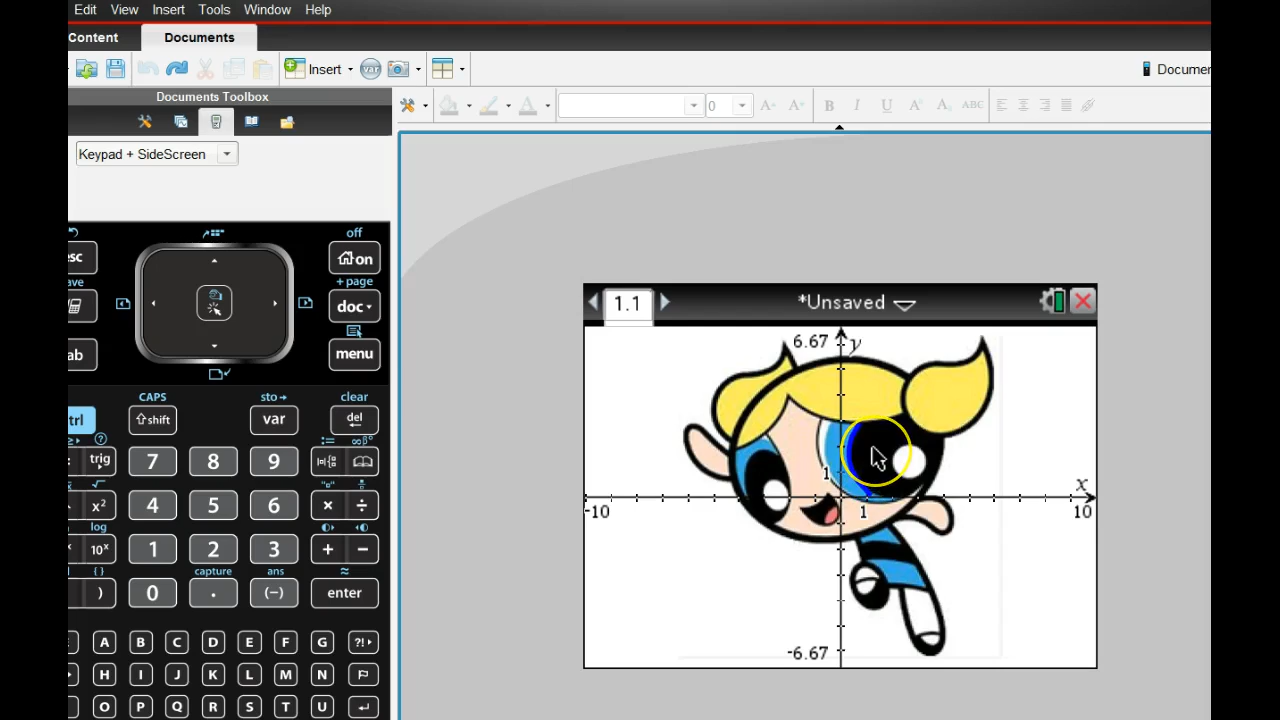 Edit View Insert Tools Window Help
Content Documents
Insert var
Documents Toolbox
0 A- A+ B I U A A ABC
Keypad + SideScreen
off
on
+ page
doc
menu
CAPS sto→ clear
shift var del
trig 7 8 9
√
x² 4 5 6 × ÷
log
10ˣ 1 2 3 + −
{ } capture ans ≈
) 0 . (−) enter
A B C D E F G ?!
H I J K L M N
O P Q R S T U
1.1 *Unsaved
6.67 y
1 x
-10 1 10
-6.67